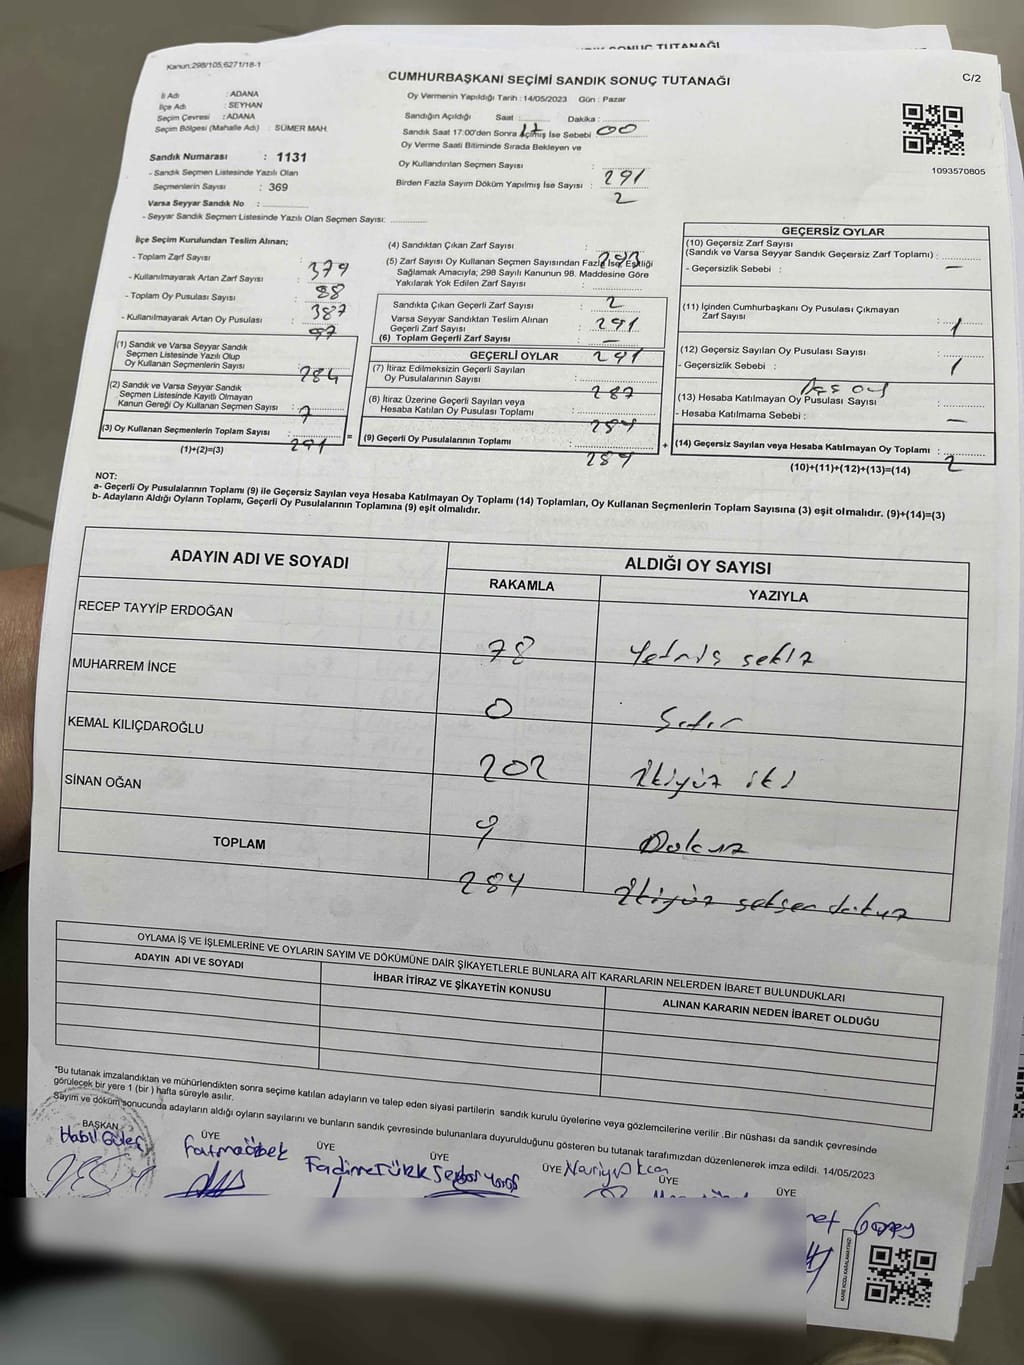 DIK SONUÇ TUTANAĞI
Kanun;298/105;6271/18-1
CUMHURBAŞKANI SEÇİMİ SANDIK SONUÇ TUTANAĞI
C/2
İl Adı : ADANA
İlçe Adı : SEYHAN
Seçim Çevresi : ADANA
Seçim Bölgesi (Mahalle Adı) : SÜMER MAH.
Oy Vermenin Yapıldığı Tarih : 14/05/2023 Gün : Pazar
Sandığın Açıldığı Saat : 17 Dakika : 00
Sandık Saat 17:00'den Sonra Açılmış İse Sebebi
Oy Verme Saati Bitiminde Sırada Bekleyen ve
Oy Kullandırılan Seçmen Sayısı : 291
Birden Fazla Sayım Döküm Yapılmış İse Sayısı : 2
1093570805
Sandık Numarası : 1131
- Sandık Seçmen Listesinde Yazılı Olan
Seçmenlerin Sayısı : 369
Varsa Seyyar Sandık No :
- Seyyar Sandık Seçmen Listesinde Yazılı Olan Seçmen Sayısı:
İlçe Seçim Kurulundan Teslim Alınan;
- Toplam Zarf Sayısı : 379
- Kullanılmayarak Artan Zarf Sayısı : 88
- Toplam Oy Pusulası Sayısı : 387
- Kullanılmayarak Artan Oy Pusulası : 97
(1) Sandık ve Varsa Seyyar Sandık
Seçmen Listesinde Yazılı Olup
Oy Kullanan Seçmenlerin Sayısı : 284
(2) Sandık ve Varsa Seyyar Sandık
Seçmen Listesinde Kayıtlı Olmayan
Kanun Gereği Oy Kullanan Seçmen Sayısı : 7
(3) Oy Kullanan Seçmenlerin Toplam Sayısı : 291
(1)+(2)=(3)
(4) Sandıktan Çıkan Zarf Sayısı : 293
(5) Zarf Sayısı Oy Kullanan Seçmen Sayısından Fazla İse, Eşitliği
Sağlamak Amacıyla; 298 Sayılı Kanunun 98. Maddesine Göre
Yakılarak Yok Edilen Zarf Sayısı : 2
Sandıkta Çıkan Geçerli Zarf Sayısı : 291
Varsa Seyyar Sandıktan Teslim Alınan
Geçerli Zarf Sayısı : -
(6) Toplam Geçerli Zarf Sayısı : 291
GEÇERLİ OYLAR
(7) İtiraz Edilmeksizin Geçerli Sayılan
Oy Pusulalarının Sayısı : 287
(8) İtiraz Üzerine Geçerli Sayılan veya
Hesaba Katılan Oy Pusulası Toplamı :
(9) Geçerli Oy Pusulalarının Toplamı : 289
GEÇERSİZ OYLAR
(10) Geçersiz Zarf Sayısı
(Sandık ve Varsa Seyyar Sandık Geçersiz Zarf Toplamı) : -
- Geçersizlik Sebebi :
(11) İçinden Cumhurbaşkanı Oy Pusulası Çıkmayan
Zarf Sayısı : 1
(12) Geçersiz Sayılan Oy Pusulası Sayısı : 1
- Geçersizlik Sebebi :
(13) Hesaba Katılmayan Oy Pusulası Sayısı : -
- Hesaba Katılmama Sebebi :
(14) Geçersiz Sayılan veya Hesaba Katılmayan Oy Toplamı : 2
(10)+(11)+(12)+(13)=(14)
NOT:
a- Geçerli Oy Pusulalarının Toplamı (9) ile Geçersiz Sayılan veya Hesaba Katılmayan Oy Toplamı (14) Toplamları, Oy Kullanan Seçmenlerin Toplam Sayısına (3) eşit olmalıdır. (9)+(14)=(3)
b- Adayların Aldığı Oyların Toplamı, Geçerli Oy Pusulalarının Toplamına (9) eşit olmalıdır.
ADAYIN ADI VE SOYADI
ALDIĞI OY SAYISI
RAKAMLA YAZIYLA
RECEP TAYYİP ERDOĞAN 78 Yetmiş sekiz
MUHARREM İNCE 0 Sıfır
KEMAL KILIÇDAROĞLU 202 İkiyüz iki
SİNAN OĞAN 9 Dokuz
TOPLAM 289 İkiyüz seksen dokuz
OYLAMA İŞ VE İŞLEMLERİNE VE OYLARIN SAYIM VE DÖKÜMÜNE DAİR ŞİKAYETLERLE BUNLARA AİT KARARLARIN NELERDEN İBARET BULUNDUKLARI
ADAYIN ADI VE SOYADI
İHBAR İTİRAZ VE ŞİKAYETİN KONUSU
ALINAN KARARIN NEDEN İBARET OLDUĞU
*Bu tutanak imzalandıktan ve mühürlendikten sonra seçime katılan adayların ve talep eden siyasi partilerin sandık kurulu üyelerine veya gözlemcilerine verilir .Bir nüshası da sandık çevresinde
görülecek bir yere 1 (bir ) hafta süreyle asılır.
Sayım ve döküm sonucunda adayların aldığı oyların sayılarını ve bunların sandık çevresinde bulunanlara duyurulduğunu gösteren bu tutanak tarafımızdan düzenlenerek imza edildi. 14/05/2023
BAŞKAN ÜYE ÜYE ÜYE ÜYE ÜYE ÜYE
Habil Güleç
Fatma özbek
Fadime Türk
Nuriye Akcan
KARE KODU KARALAMAYINIZ!